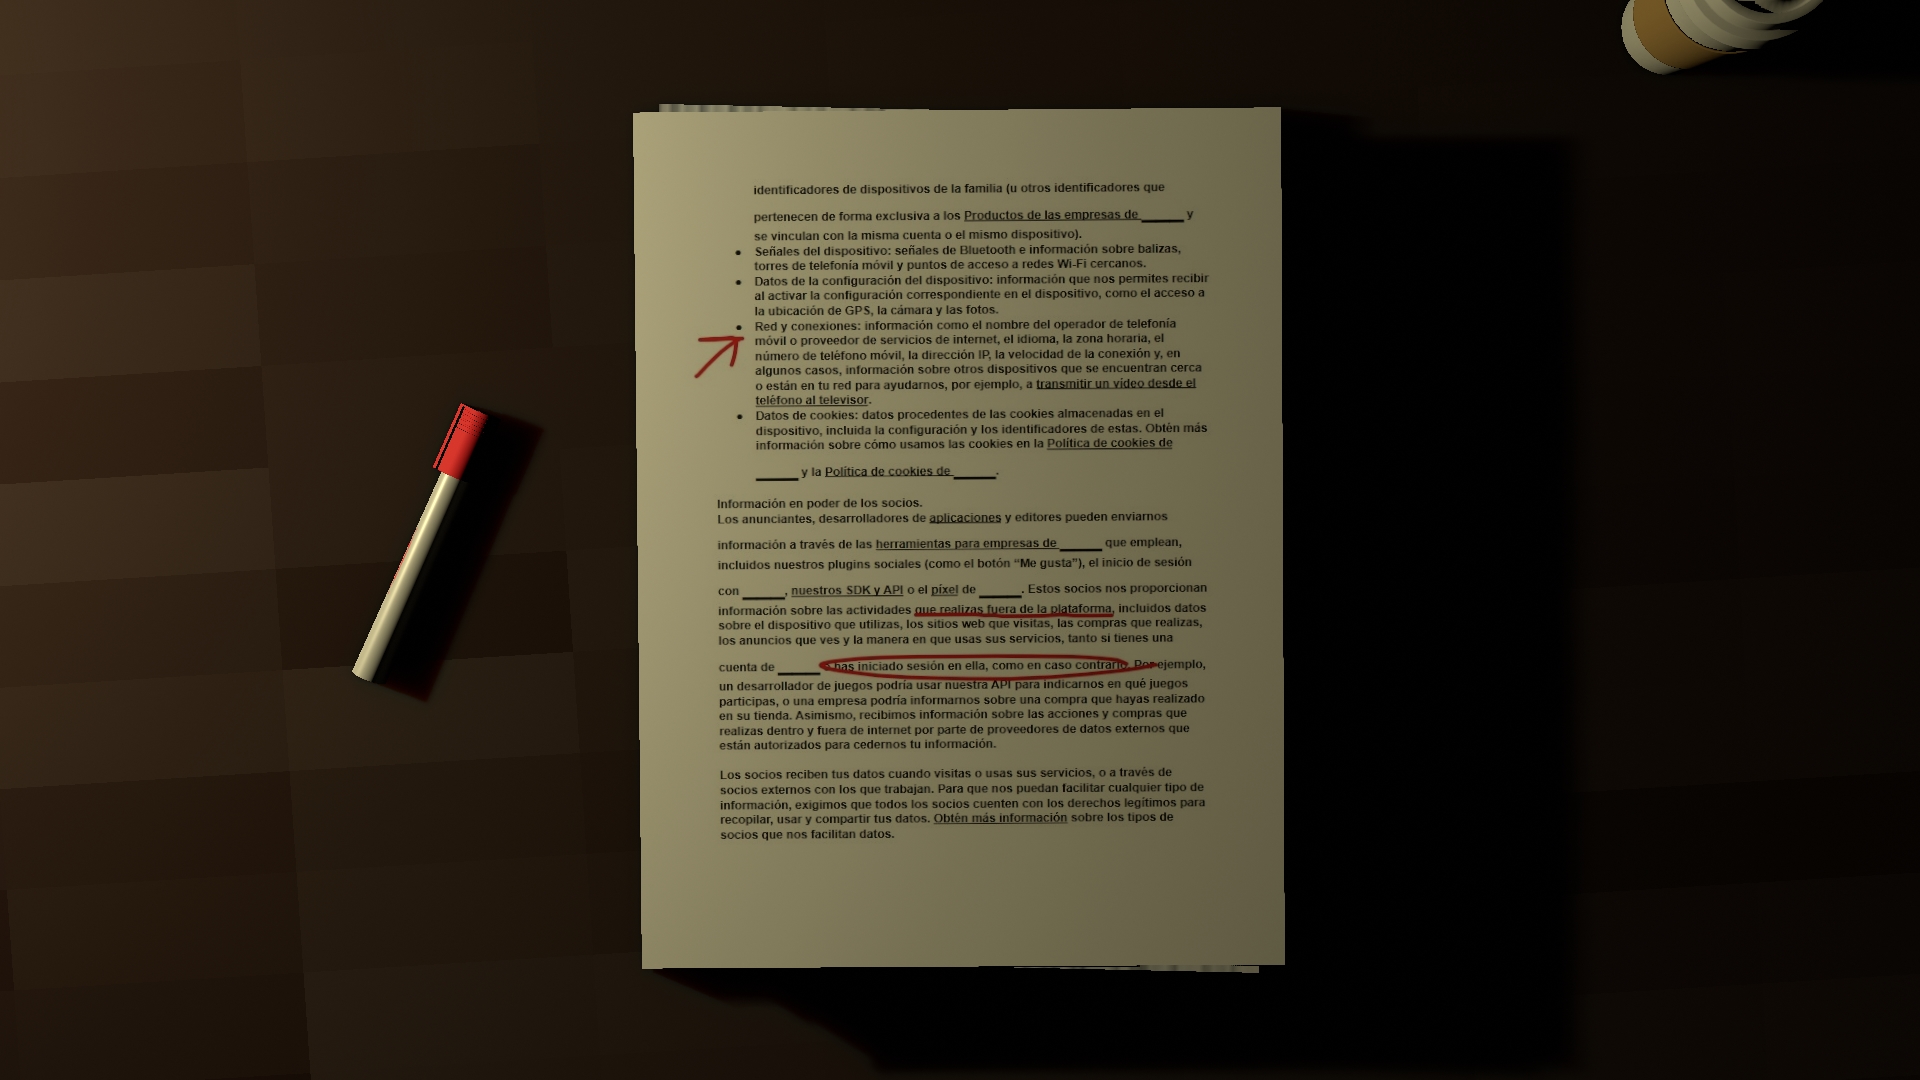 identificadores de dispositivos de la familia (u otros identificadores que
pertenecen de forma exclusiva a los Productos de las empresas de ______ y
se vinculan con la misma cuenta o el mismo dispositivo).
● Señales del dispositivo: señales de Bluetooth e información sobre balizas,
torres de telefonía móvil y puntos de acceso a redes Wi-Fi cercanos.
● Datos de la configuración del dispositivo: información que nos permites recibir
al activar la configuración correspondiente en el dispositivo, como el acceso a
la ubicación de GPS, la cámara y las fotos.
● Red y conexiones: información como el nombre del operador de telefonía
móvil o proveedor de servicios de internet, el idioma, la zona horaria, el
número de teléfono móvil, la dirección IP, la velocidad de la conexión y, en
algunos casos, información sobre otros dispositivos que se encuentran cerca
o están en tu red para ayudarnos, por ejemplo, a transmitir un vídeo desde el
teléfono al televisor.
● Datos de cookies: datos procedentes de las cookies almacenadas en el
dispositivo, incluida la configuración y los identificadores de estas. Obtén más
información sobre cómo usamos las cookies en la Política de cookies de
______ y la Política de cookies de ______.
Información en poder de los socios.
Los anunciantes, desarrolladores de aplicaciones y editores pueden enviarnos
información a través de las herramientas para empresas de ______ que emplean,
incluidos nuestros plugins sociales (como el botón “Me gusta”), el inicio de sesión
con ______, nuestros SDK y API o el píxel de ______. Estos socios nos proporcionan
información sobre las actividades que realizas fuera de la plataforma, incluidos datos
sobre el dispositivo que utilizas, los sitios web que visitas, las compras que realizas,
los anuncios que ves y la manera en que usas sus servicios, tanto si tienes una
cuenta de ______ o has iniciado sesión en ella, como en caso contrario. Por ejemplo,
un desarrollador de juegos podría usar nuestra API para indicarnos en qué juegos
participas, o una empresa podría informarnos sobre una compra que hayas realizado
en su tienda. Asimismo, recibimos información sobre las acciones y compras que
realizas dentro y fuera de internet por parte de proveedores de datos externos que
están autorizados para cedernos tu información.
Los socios reciben tus datos cuando visitas o usas sus servicios, o a través de
socios externos con los que trabajan. Para que nos puedan facilitar cualquier tipo de
información, exigimos que todos los socios cuenten con los derechos legítimos para
recopilar, usar y compartir tus datos. Obtén más información sobre los tipos de
socios que nos facilitan datos.